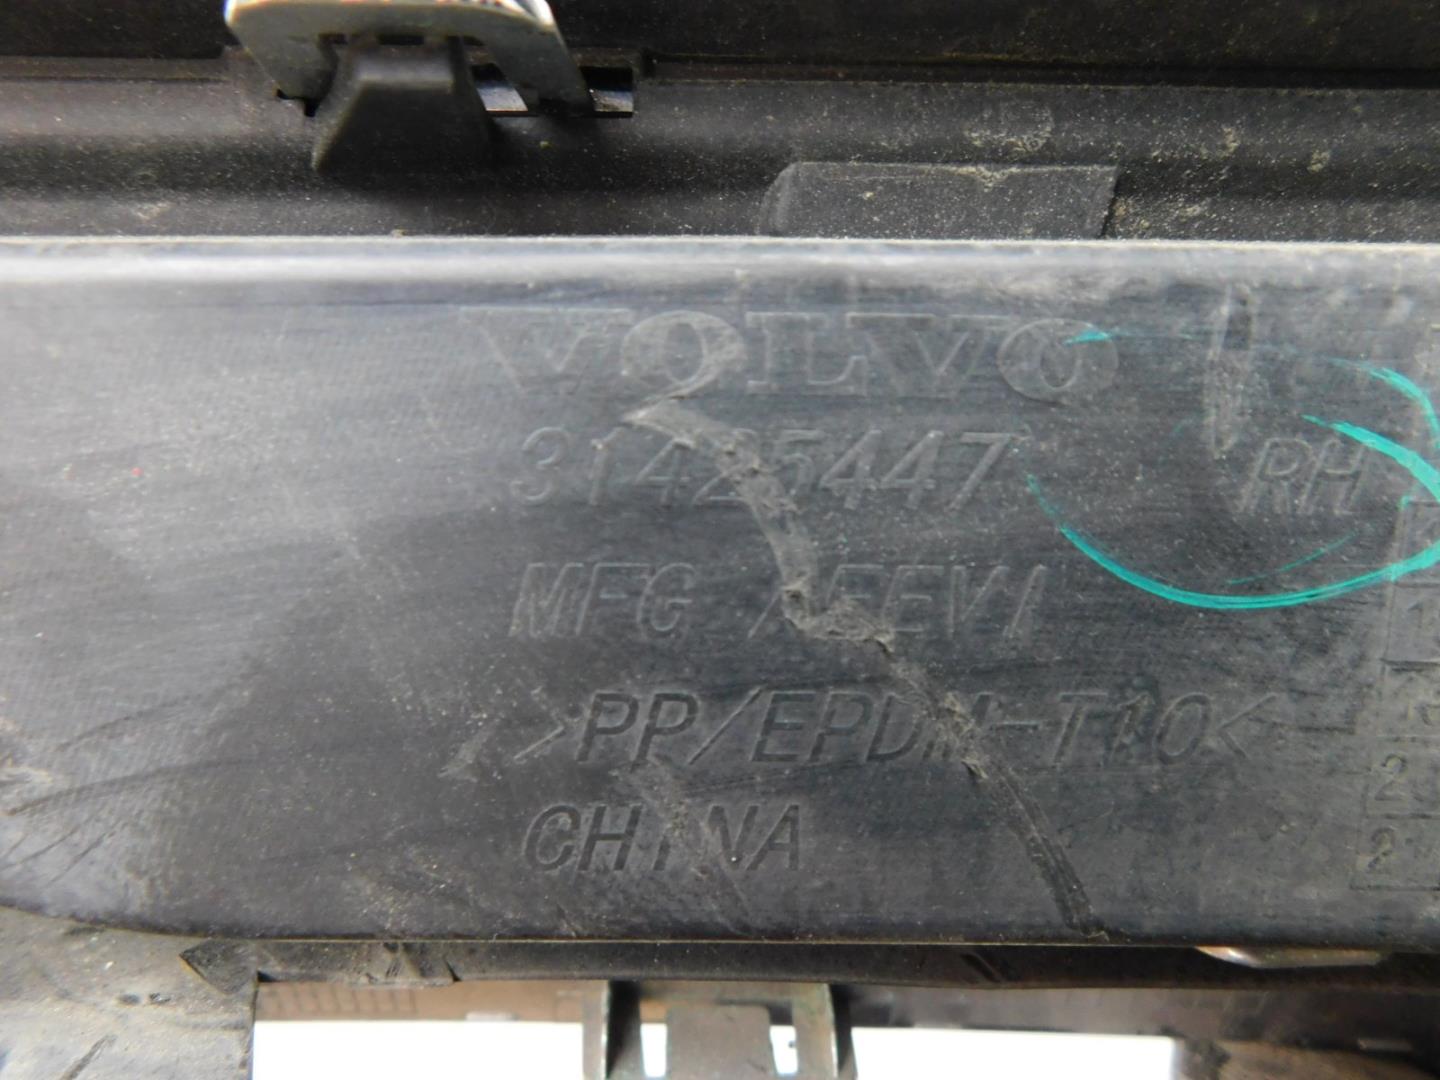 VOLVO
31425447
RH
MFG
>PP/EPDM-T10<
CHINA